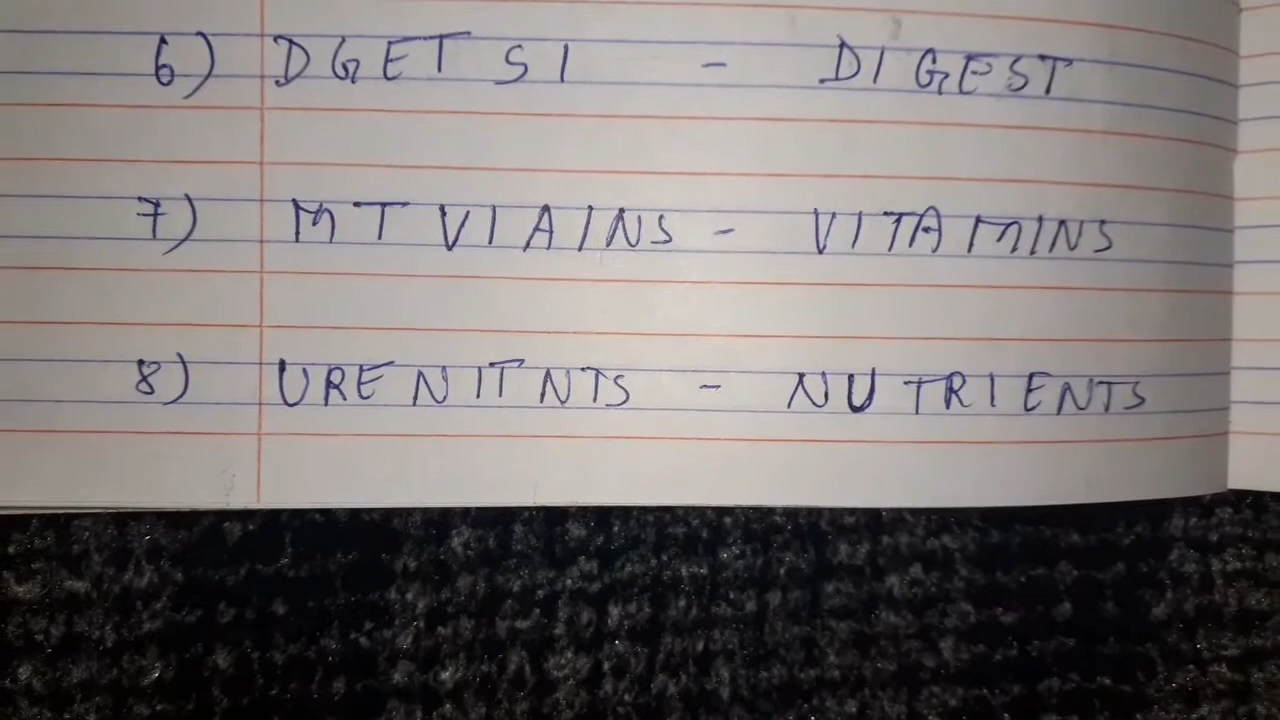 6) DGETSI - DIGEST
7) MTVIAINS - VITAMINS
8) URENITNTS - NUTRIENTS